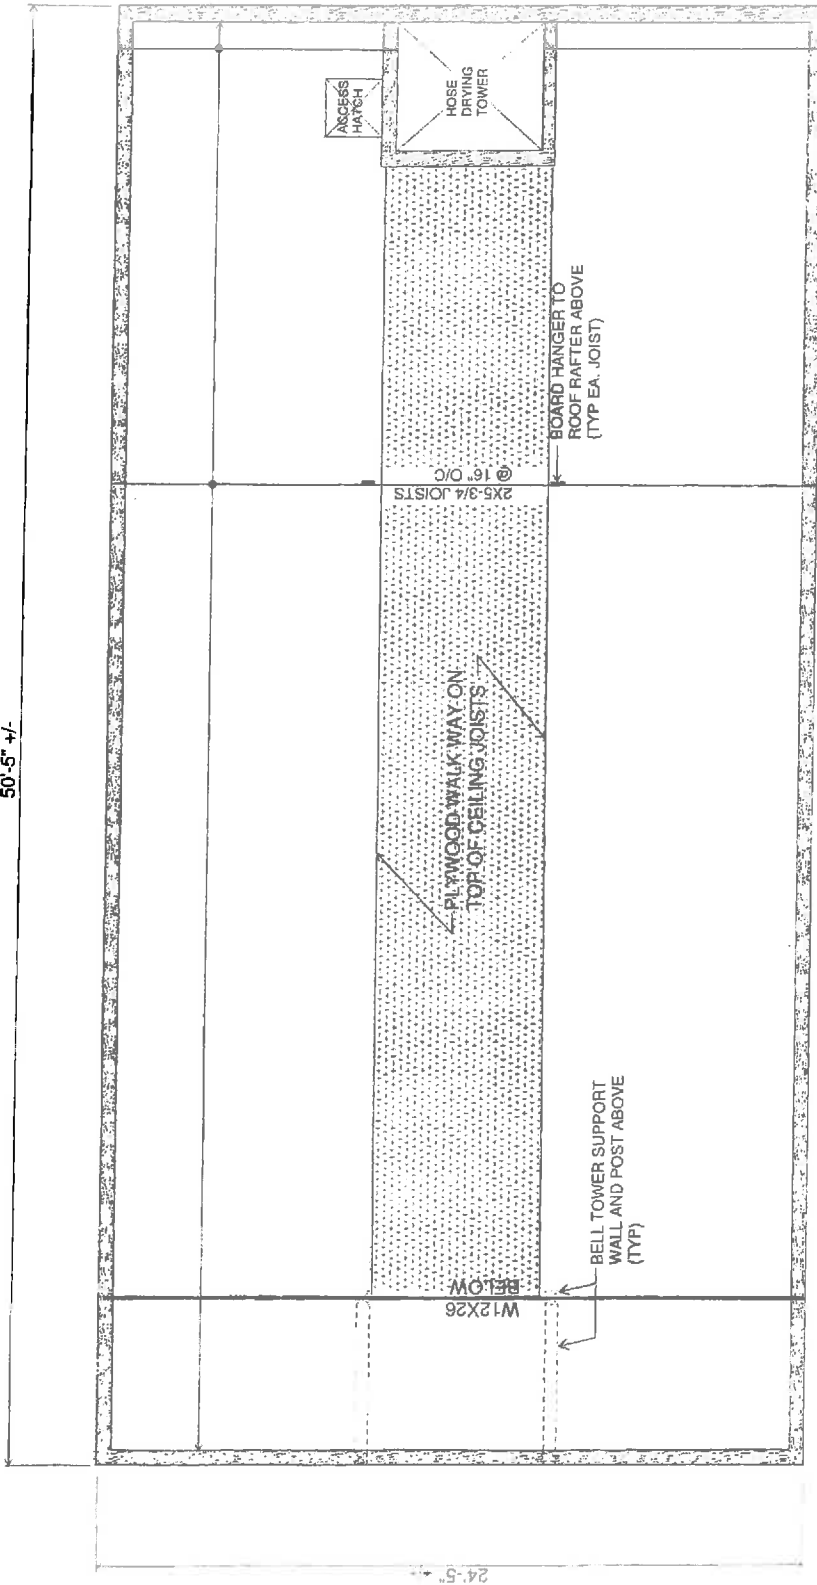 50'-5" +/-
ACCESS
HATCH
HOSE
DRYING
TOWER
BOARD HANGER TO
ROOF RAFTER ABOVE
(TYP EA. JOIST)
2X5-3/4 JOISTS
@ 16" O/C
PLYWOOD WALK WAY ON
TOP OF CEILING JOISTS
BELL TOWER SUPPORT
WALL AND POST ABOVE
(TYP)
W12X26
BELOW
24'-5"